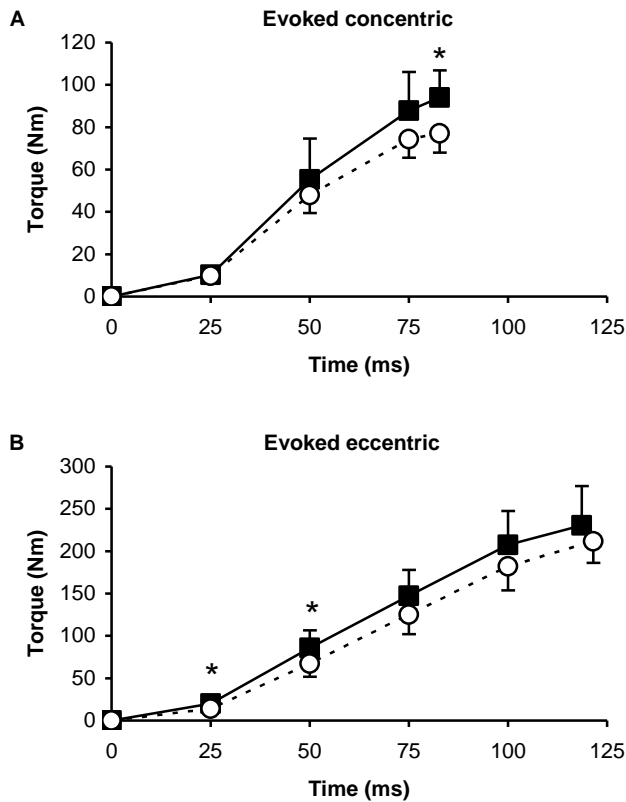 A
Evoked concentric
120
100
80
60
40
20
0
Torque (Nm)
*
0 25 50 75 100 125
Time (ms)
B
Evoked eccentric
300
250
200
150
100
50
0
Torque (Nm)
*
*
0 25 50 75 100 125
Time (ms)